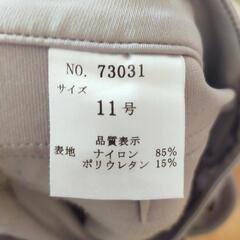 NO. 73031
サイズ
11号
品質表示
表地 ナイロン 85%
ポリウレタン 15%